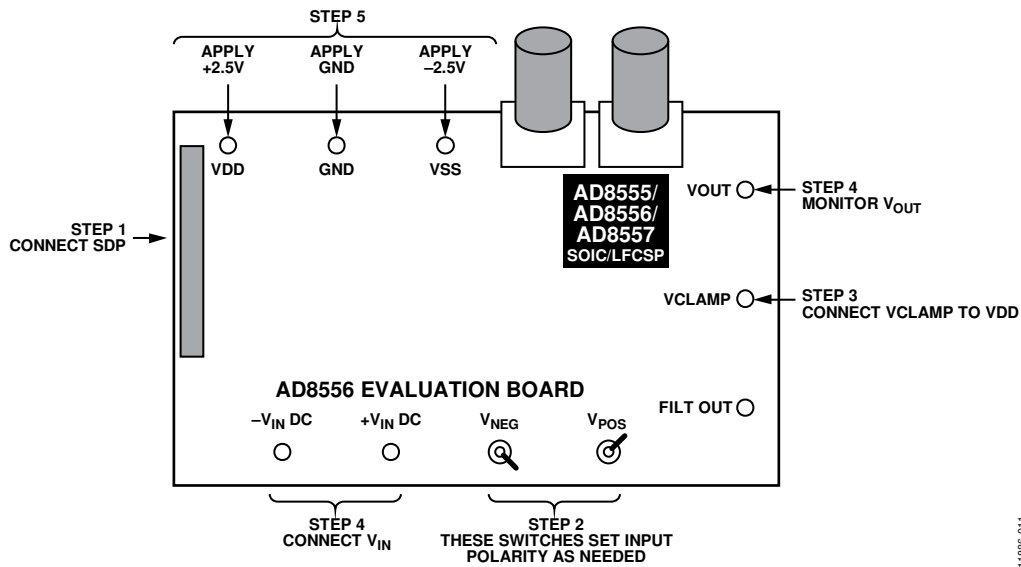 STEP 5
APPLY
+2.5V
APPLY
GND
APPLY
–2.5V
VDD
GND
VSS
AD8555/
AD8556/
AD8557
SOIC/LFCSP
VOUT
STEP 4
MONITOR VOUT
STEP 1
CONNECT SDP
VCLAMP
STEP 3
CONNECT VCLAMP TO VDD
AD8556 EVALUATION BOARD
FILT OUT
–VIN DC
+VIN DC
VNEG
VPOS
STEP 4
CONNECT VIN
STEP 2
THESE SWITCHES SET INPUT
POLARITY AS NEEDED